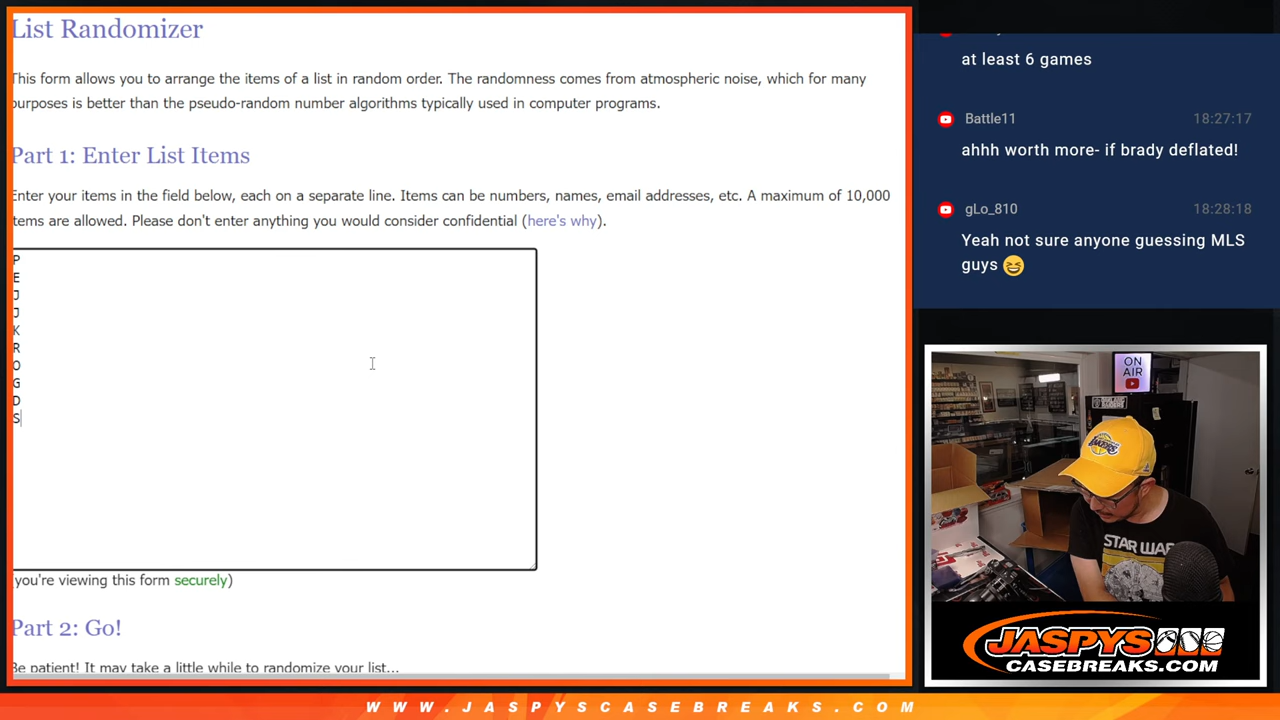 List Randomizer
This form allows you to arrange the items of a list in random order. The randomness comes from atmospheric noise, which for many
purposes is better than the pseudo-random number algorithms typically used in computer programs.
Part 1: Enter List Items
Enter your items in the field below, each on a separate line. Items can be numbers, names, email addresses, etc. A maximum of 10,000
items are allowed. Please don't enter anything you would consider confidential (here's why).
P
E
J
J
K
R
O
G
D
S
you're viewing this form securely)
Part 2: Go!
Be patient! It may take a little while to randomize your list...
at least 6 games
Battle11 18:27:17
ahhh worth more- if brady deflated!
gLo_810 18:28:18
Yeah not sure anyone guessing MLS
guys 😆
ON
AIR
LAKERS
STAR WA
JASPYS
CASEBREAKS.COM
WWW.JASPYSCASEBREAKS.COM